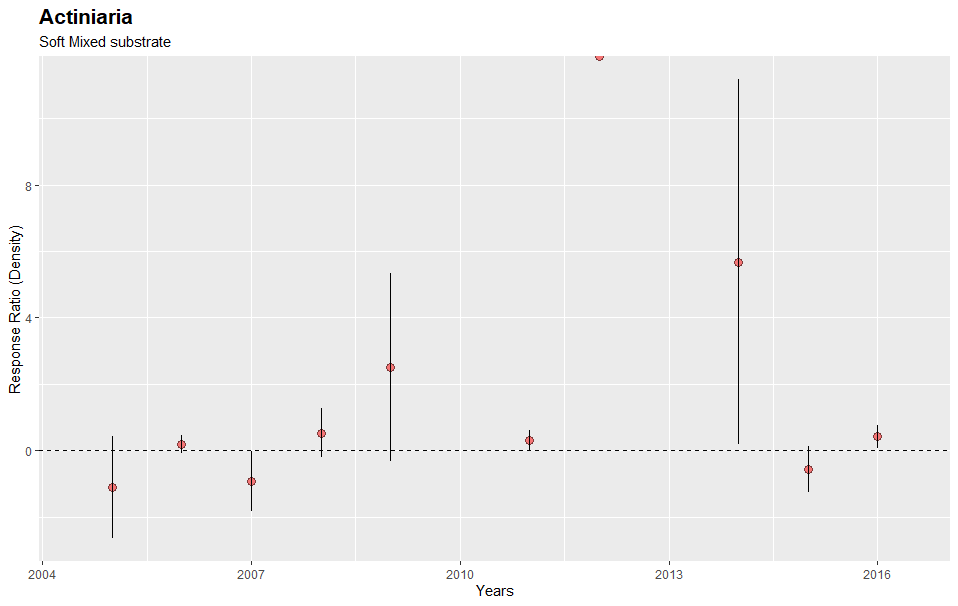 Actiniaria
Soft Mixed substrate
Response Ratio (Density)
8
4
0
2004 2007 2010 2013 2016
Years